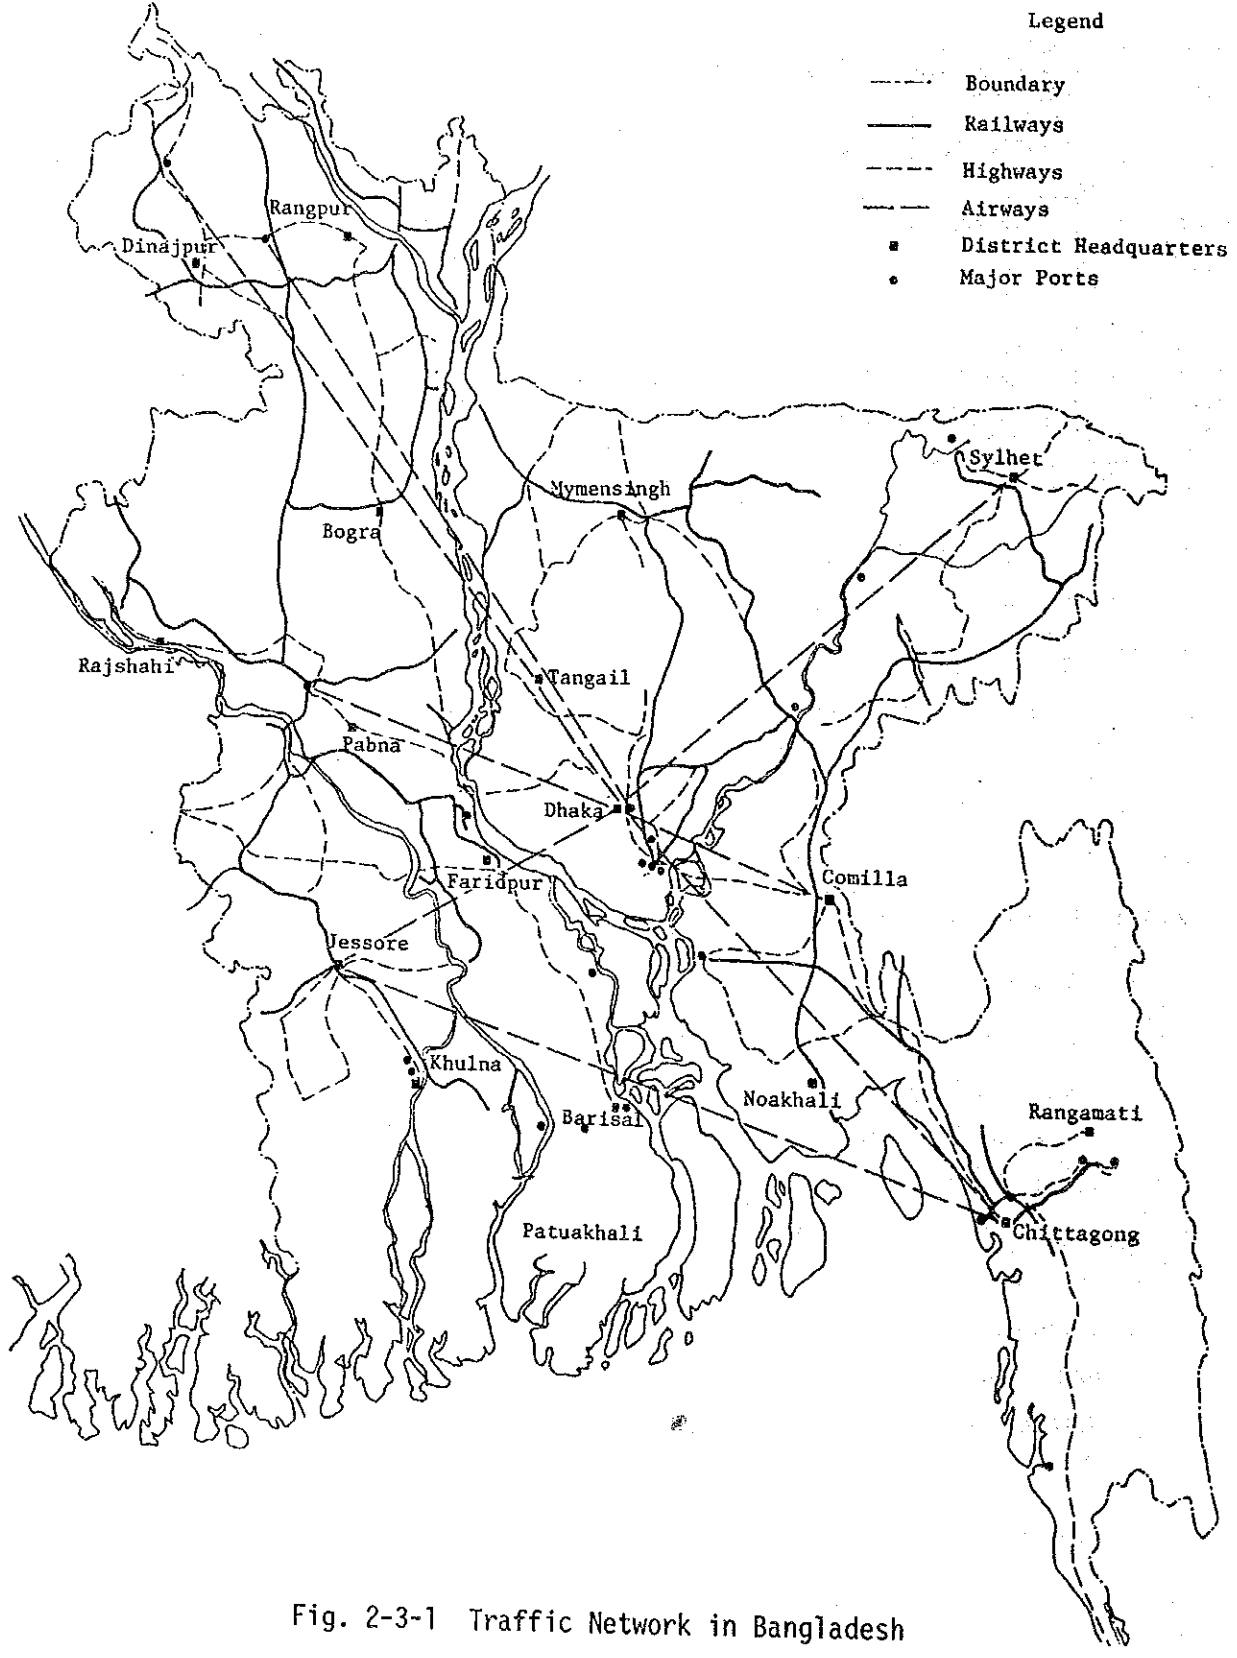 Legend
Boundary
Railways
Highways
Airways
District Headquarters
Major Ports
Rangpur
Dinajpur
Sylhet
Mymensingh
Bogra
Rajshahi
Tangail
Pabna
Dhaka
Comilla
Faridpur
Jessore
Khulna
Noakhali
Rangamati
Barisal
Patuakhali
Chittagong
Fig. 2-3-1 Traffic Network in Bangladesh